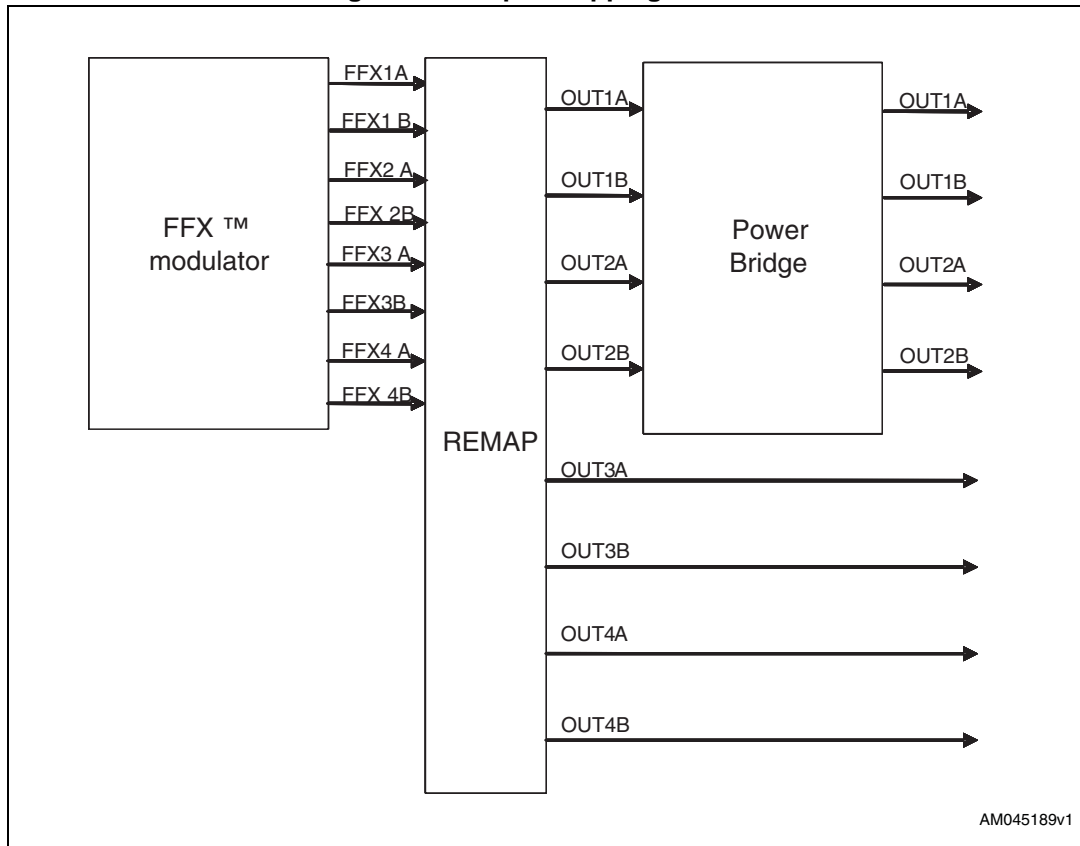 FFX ™
modulator
FFX1A
FFX1 B
FFX2 A
FFX 2B
FFX3 A
FFX3B
FFX4 A
FFX 4B
REMAP
OUT1A
OUT1B
OUT2A
OUT2B
Power
Bridge
OUT1A
OUT1B
OUT2A
OUT2B
OUT3A
OUT3B
OUT4A
OUT4B
AM045189v1